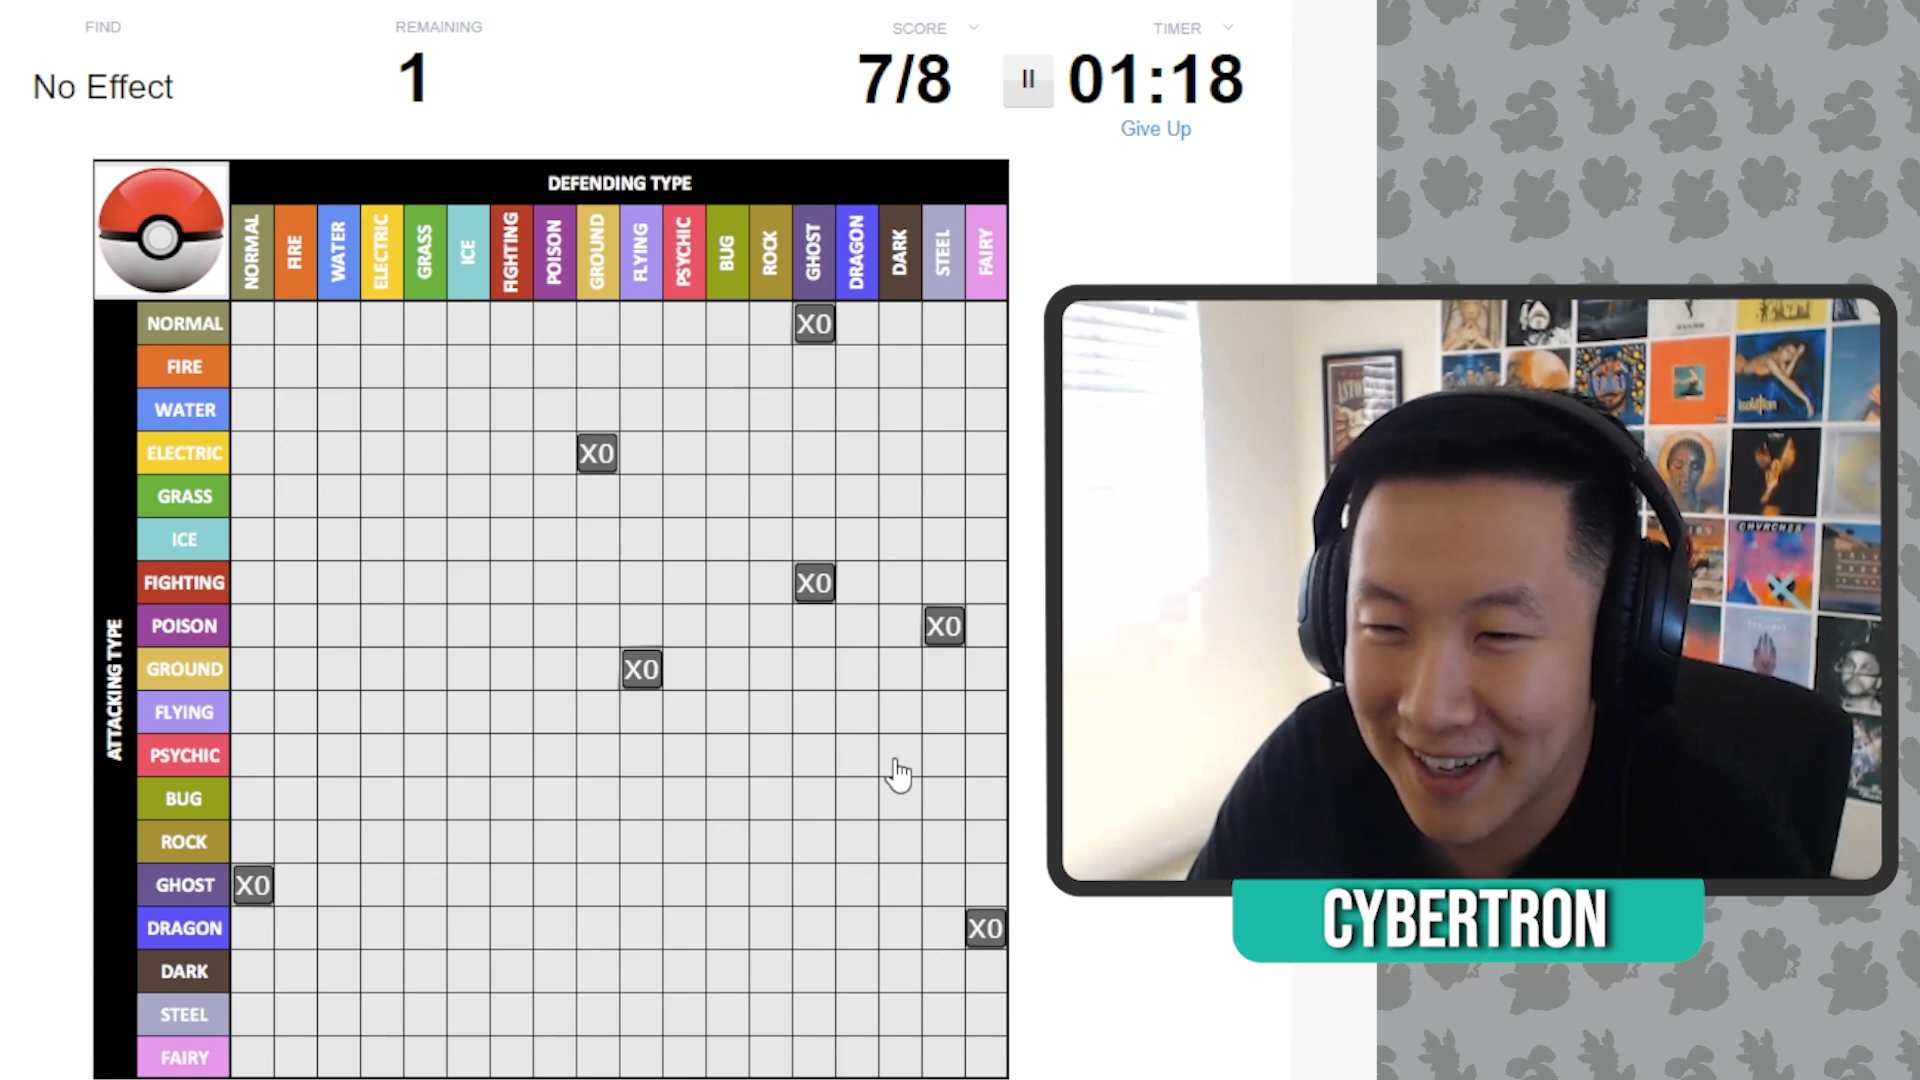 FIND
REMAINING
SCORE
TIMER
No Effect
1
7/8
01:18
Give Up
DEFENDING TYPE
NORMAL
FIRE
WATER
ELECTRIC
GRASS
ICE
FIGHTING
POISON
GROUND
FLYING
PSYCHIC
BUG
ROCK
GHOST
DRAGON
DARK
STEEL
FAIRY
ATTACKING TYPE
NORMAL X0
FIRE
WATER
ELECTRIC X0
GRASS
ICE
FIGHTING X0
POISON X0
GROUND X0
FLYING
PSYCHIC
BUG
ROCK
GHOST X0
DRAGON X0
DARK
STEEL
FAIRY
CHVRCHES
CYBERTRON